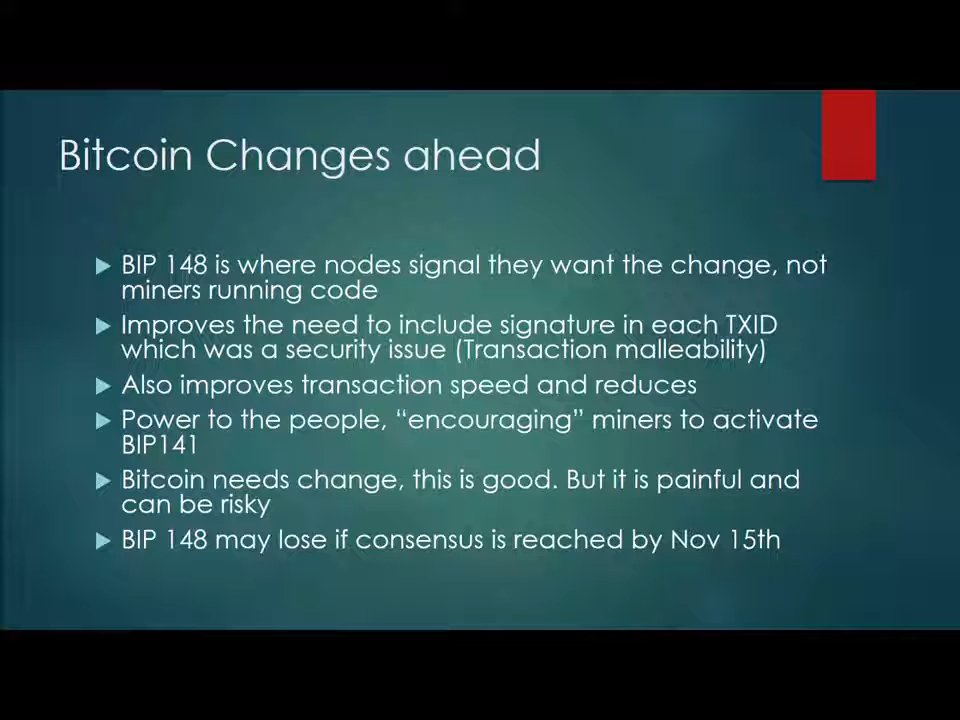 Bitcoin Changes ahead
BIP 148 is where nodes signal they want the change, not
miners running code
Improves the need to include signature in each TXID
which was a security issue (Transaction malleability)
Also improves transaction speed and reduces
Power to the people, “encouraging” miners to activate
BIP141
Bitcoin needs change, this is good. But it is painful and
can be risky
BIP 148 may lose if consensus is reached by Nov 15th